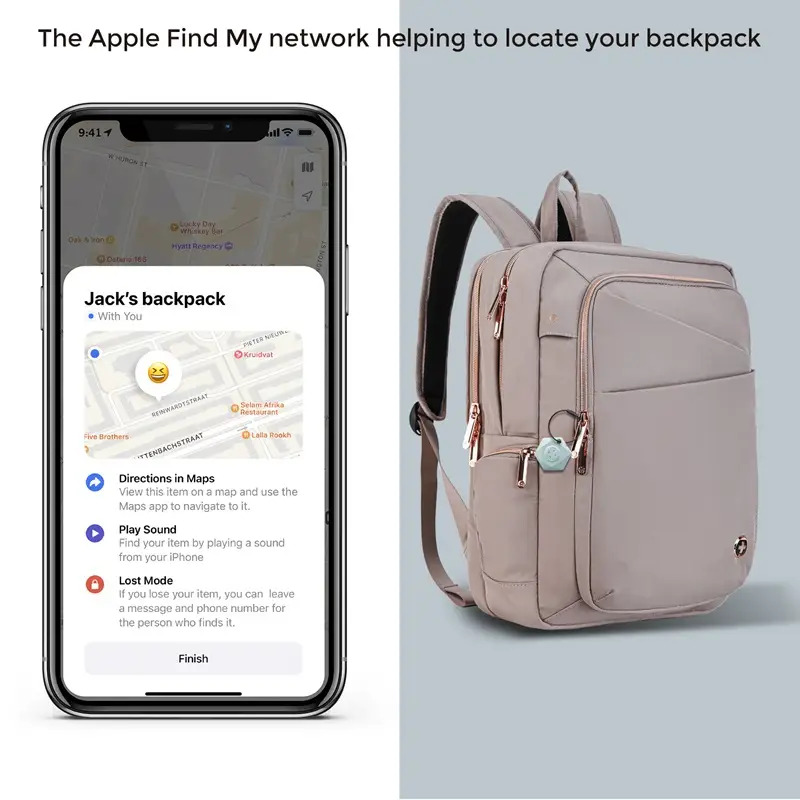 The Apple Find My network helping to locate your backpack
9:41
W HURON ST
Lucky Day
Whiskey Bar
Oak & Iron
Hyatt Regency
Jack's backpack
With You
PIETER NIEUW
Kruidvat
REINWARDTSTRAAT
Selam Afrika
Restaurant
Five Brothers
Lalla Rookh
TTENBACHSTRAAT
Directions in Maps
View this item on a map and use the
Maps app to navigate to it.
Play Sound
Find your item by playing a sound
from your iPhone
Lost Mode
If you lose your item, you can leave
a message and phone number for
the person who finds it.
Finish